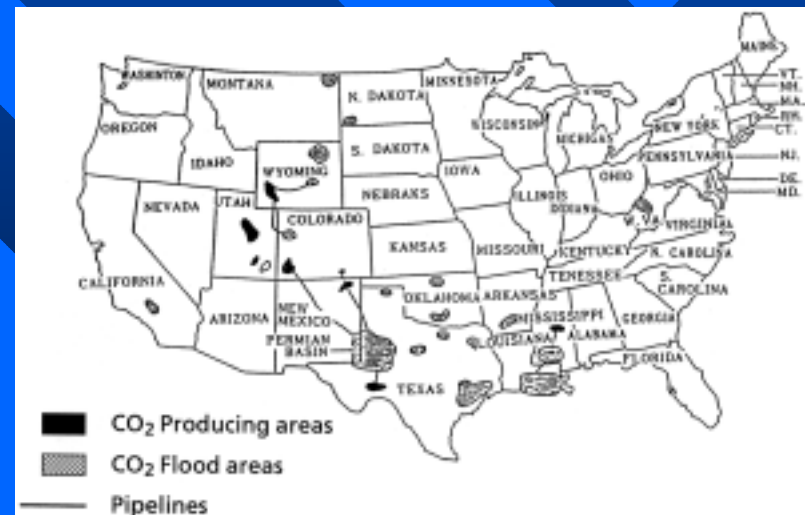 MAINE
WASHINGTON
MONTANA
N. DAKOTA
MINNESOTA
VT.
NH.
MA.
RH.
CT.
OREGON
IDAHO
WYOMING
S. DAKOTA
WISCONSIN
MICHIGAN
NEW YORK
PENNSYLVANIA
NJ.
NEVADA
UTAH
COLORADO
NEBRAKS
IOWA
ILLINOIS
INDIANA
OHIO
DE.
MD.
W. VA
VIRGINIA
KANSAS
MISSOURI
KENTUCKY
N. CAROLINA
CALIFORNIA
ARIZONA
NEW
MEXICO
OKLAHOMA
ARKANSAS
TENNESSEE
S.
CAROLINA
MISSISSIPPI
ALABAMA
GEORGIA
PERMIAN
BASIN
TEXAS
LOUISIANA
FLORIDA
CO₂ Producing areas
CO₂ Flood areas
Pipelines